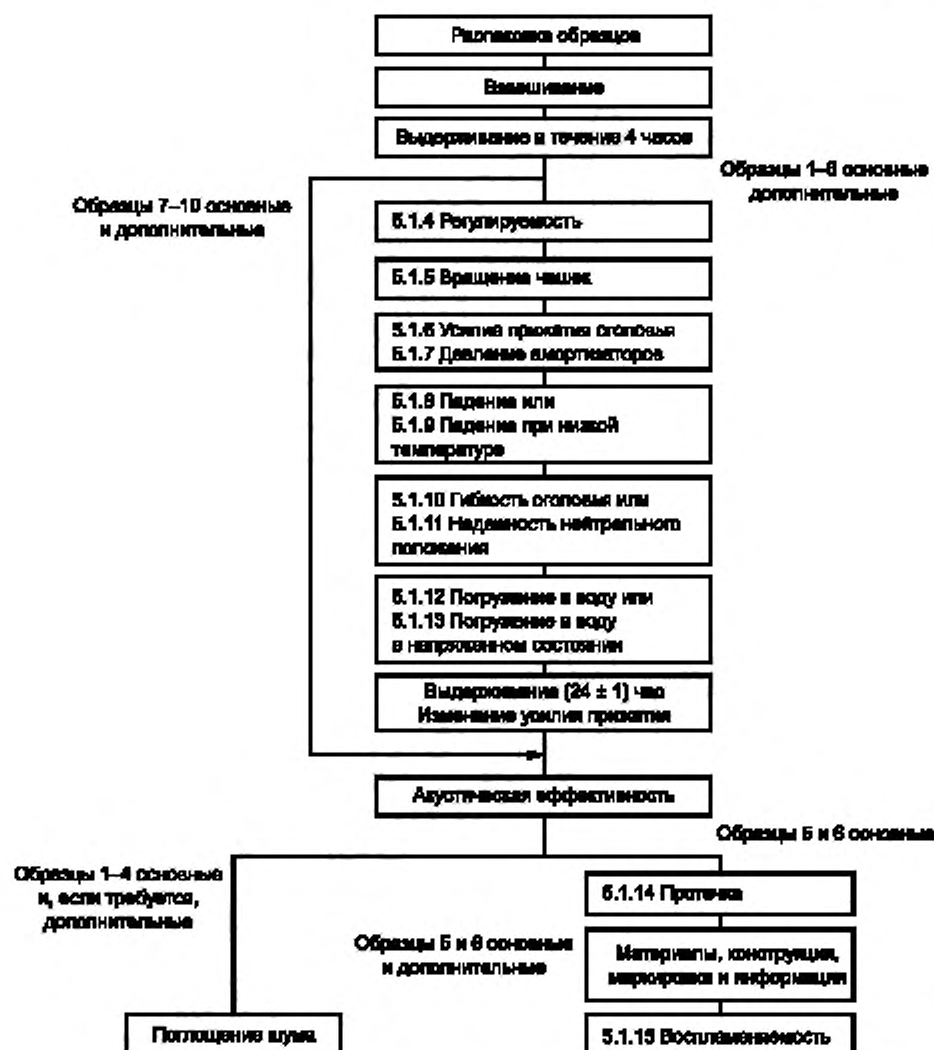 Распаковка образцов
Взвешивание
Выдерживание в течение 4 часов
Образцы 1–6 основные
дополнительные
Образцы 7–10 основные
и дополнительные
5.1.4 Регулируемость
5.1.5 Вращение чашек
5.1.6 Усилие прижатия оголовья
5.1.7 Давление амортизаторов
5.1.8 Падение или
5.1.9 Падение при низкой
температуре
5.1.10 Гибкость оголовья или
5.1.11 Надежность нейтрального
положения
5.1.12 Погружение в воду или
5.1.13 Погружение в воду
в напряженном состоянии
Выдерживание (24 ± 1) час
Изменение усилия прижатия
Акустическая эффективность
Образцы 5 и 6 основные
Образцы 1–4 основные
и, если требуется,
дополнительные
5.1.14 Протечка
Образцы 5 и 6 основные
и дополнительные
Материалы, конструкция,
маркировка и информация
Поглощение шума
5.1.15 Воспламеняемость